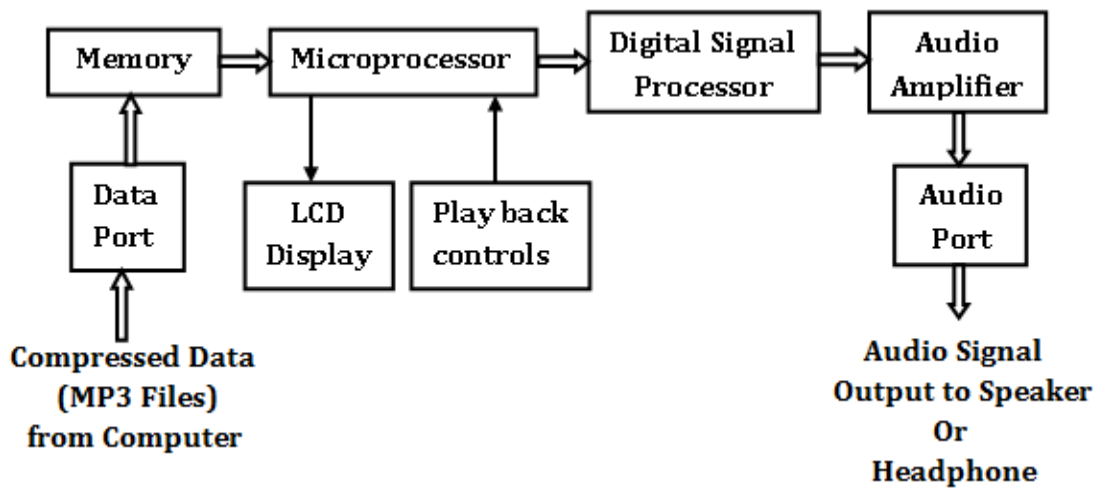 Memory
Microprocessor
Digital Signal
Processor
Audio
Amplifier
Data
Port
LCD
Display
Play back
controls
Audio
Port
Compressed Data
(MP3 Files)
from Computer
Audio Signal
Output to Speaker
Or
Headphone